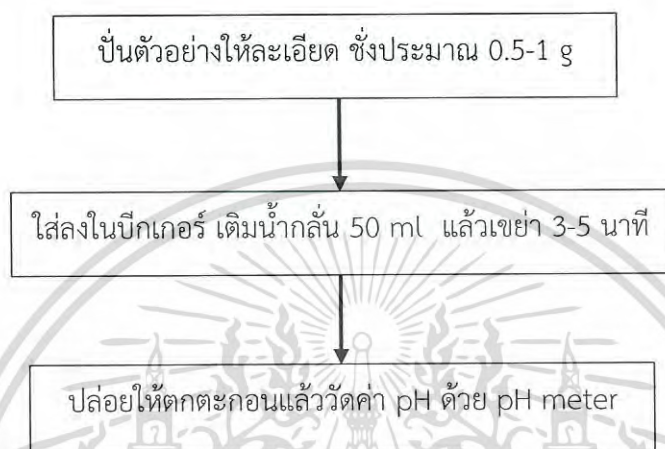 ปั่นตัวอย่างให้ละเอียด ชั่งประมาณ 0.5-1 g
ใส่ลงในบีกเกอร์ เติมน้ำกลั่น 50 ml แล้วเขย่า 3-5 นาที
ปล่อยให้ตกตะกอนแล้ววัดค่า pH ด้วย pH meter